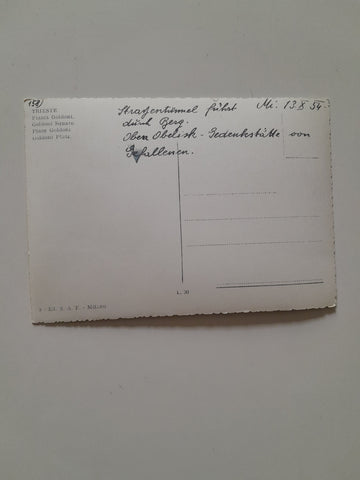 158)
TRIESTE
Piazza Goldoni.
Goldoni Square.
Place Goldoni.
Goldoni Platz.
Straßentunnel führt Mi. 13.X.54.
durch Berg.
Oben Obelisk - Gedenkstätte von
Gefallenen.
Milano